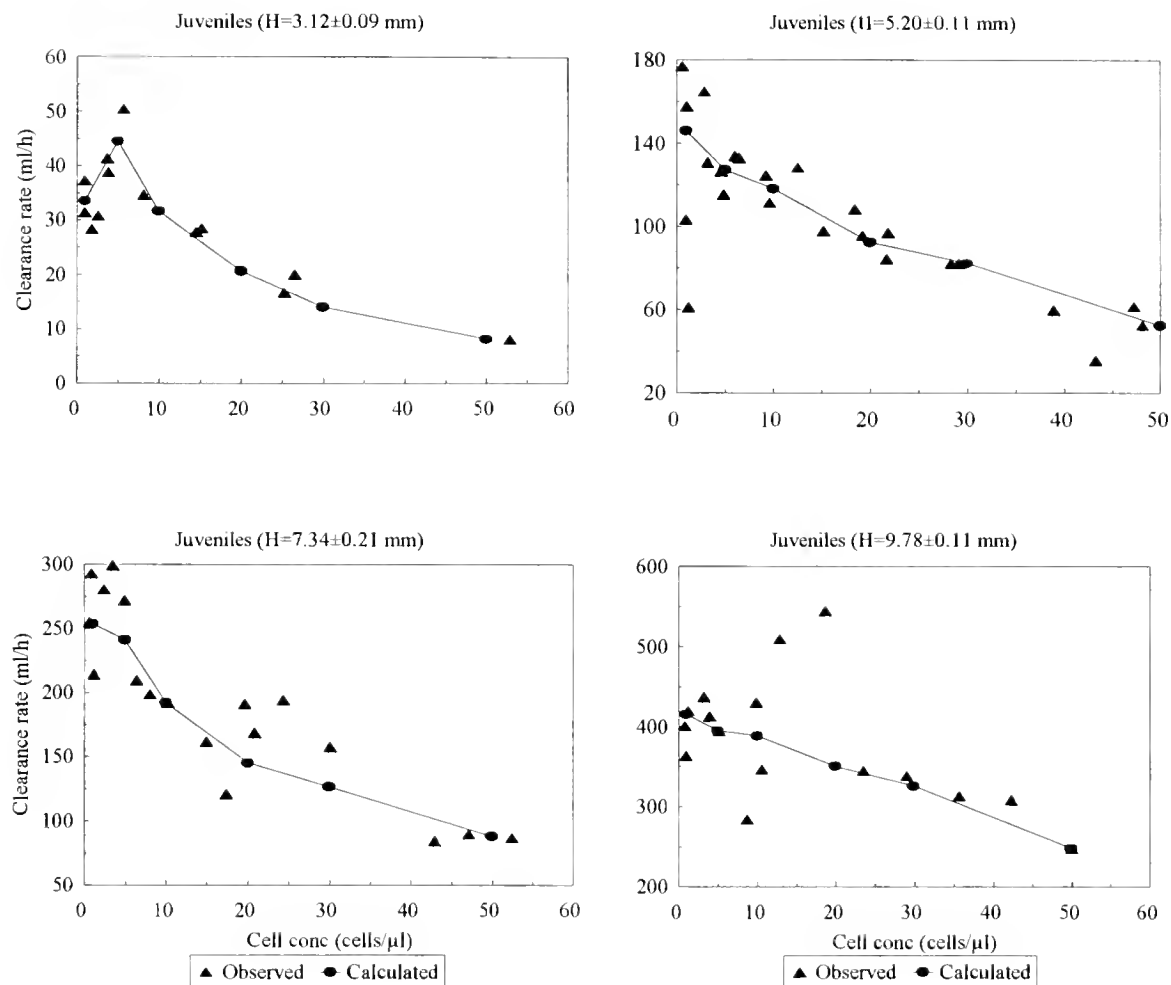 Juveniles (H=3.12±0.09 mm)
60
50
40
30
20
10
0
Clearance rate (ml/h)
0 10 20 30 40 50 60
Juveniles (H=5.20±0.11 mm)
180
140
100
60
20
0 10 20 30 40 50
Juveniles (H=7.34±0.21 mm)
300
250
200
150
100
50
Clearance rate (ml/h)
0 10 20 30 40 50 60
Cell conc (cells/µl)
▲ Observed ● Calculated
Juveniles (H=9.78±0.11 mm)
600
500
400
300
200
0 10 20 30 40 50 60
Cell conc (cells/µl)
▲ Observed ● Calculated